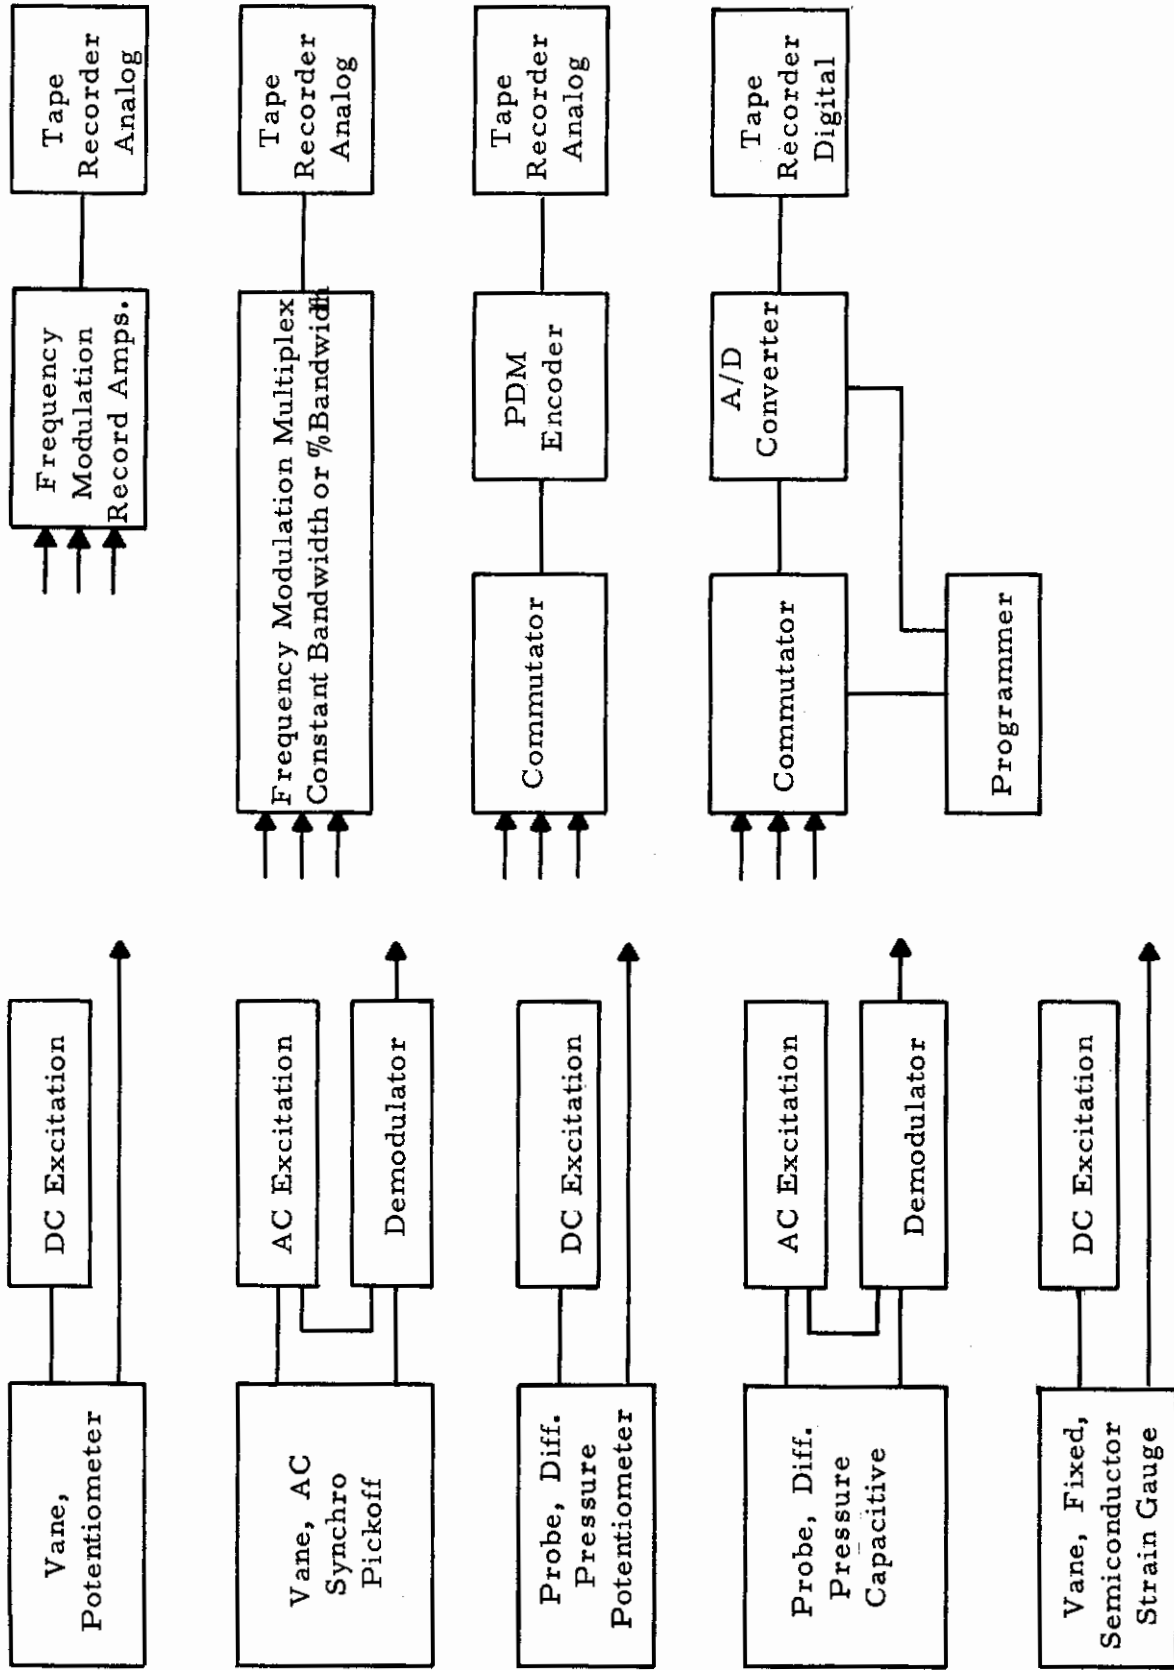 Vane,
Potentiometer
DC Excitation
Vane, AC
Synchro
Pickoff
AC Excitation
Demodulator
Probe, Diff.
Pressure
Potentiometer
DC Excitation
Probe, Diff.
Pressure
Capacitive
AC Excitation
Demodulator
Vane, Fixed,
Semiconductor
Strain Gauge
DC Excitation
Frequency
Modulation
Record Amps.
Tape
Recorder
Analog
Frequency Modulation Multiplex
Constant Bandwidth or %Bandwidth
Tape
Recorder
Analog
Commutator
PDM
Encoder
Tape
Recorder
Analog
Commutator
A/D
Converter
Tape
Recorder
Digital
Programmer